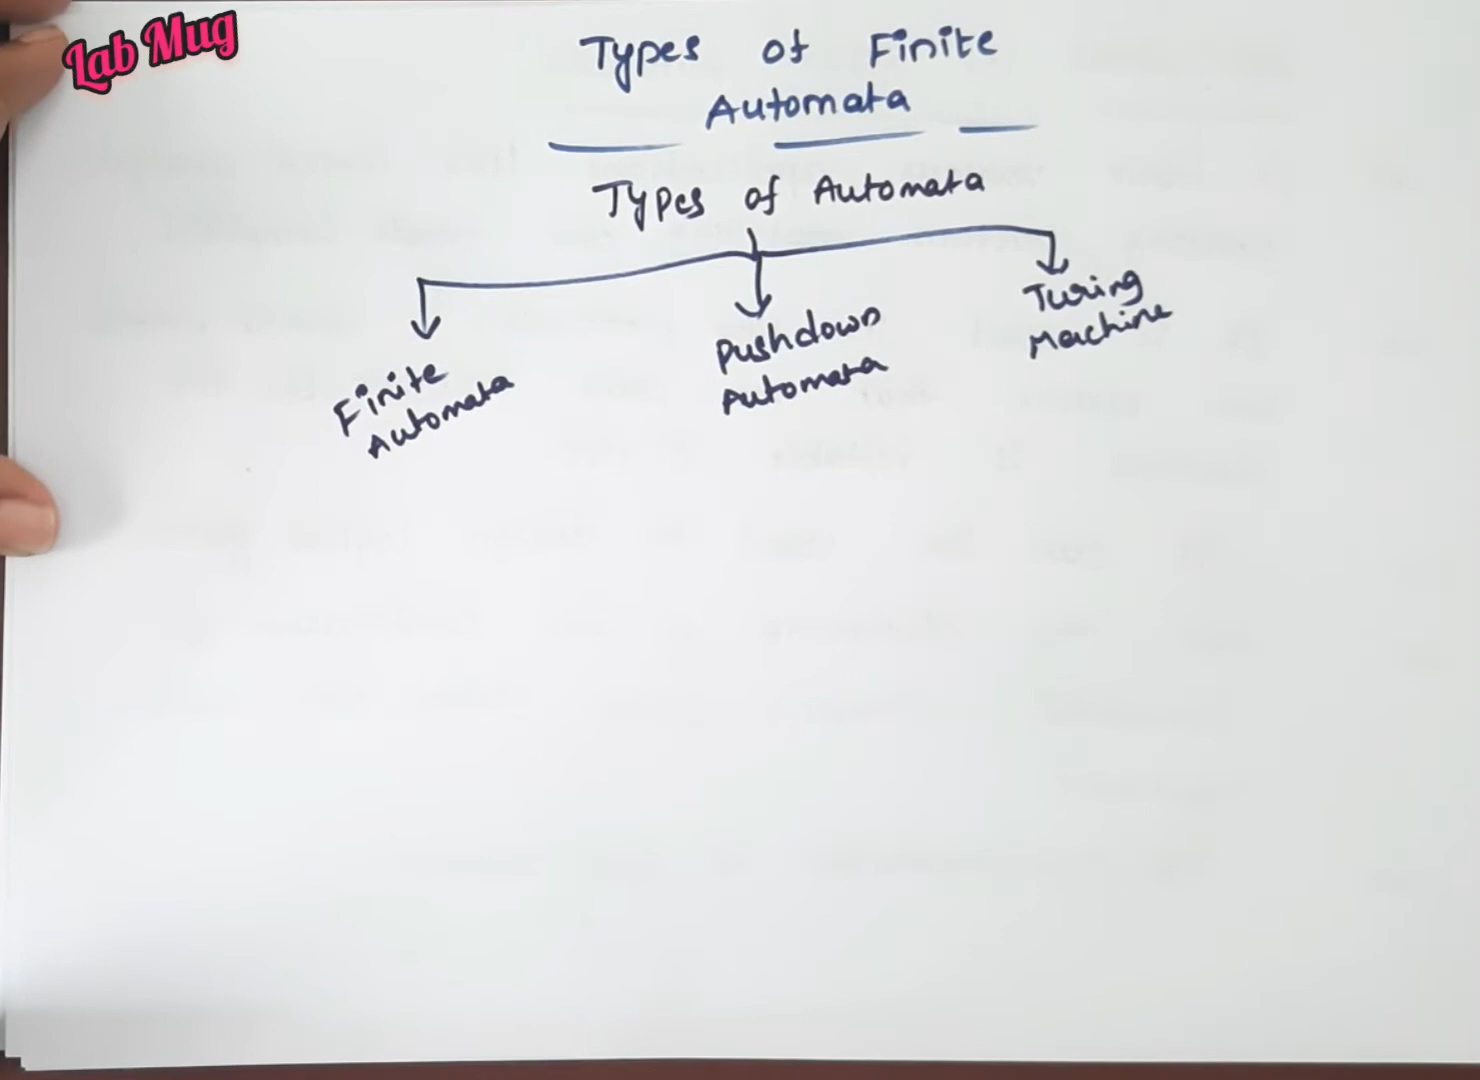 Lab Mug
Types of Finite
Automata
Types of Automata
Finite
Automata
Pushdown
Automata
Turing
Machine